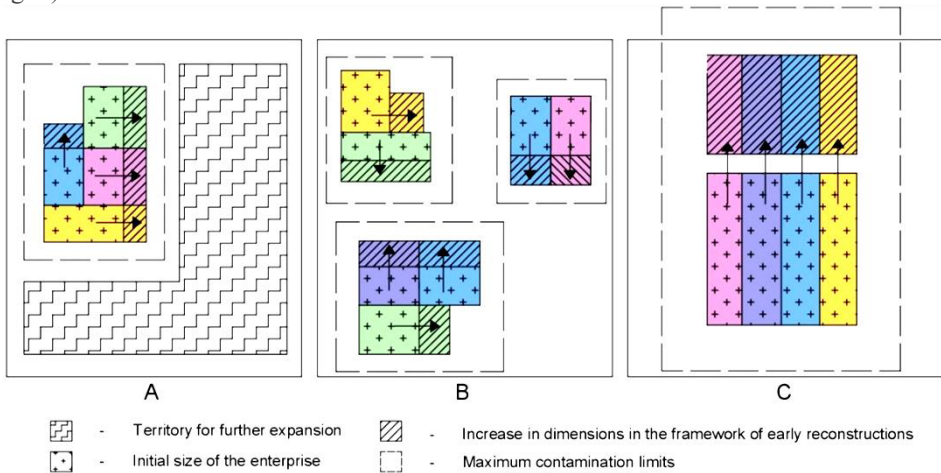 A B C
- Territory for further expansion - Increase in dimensions in the framework of early reconstructions
- Initial size of the enterprise - Maximum contamination limits